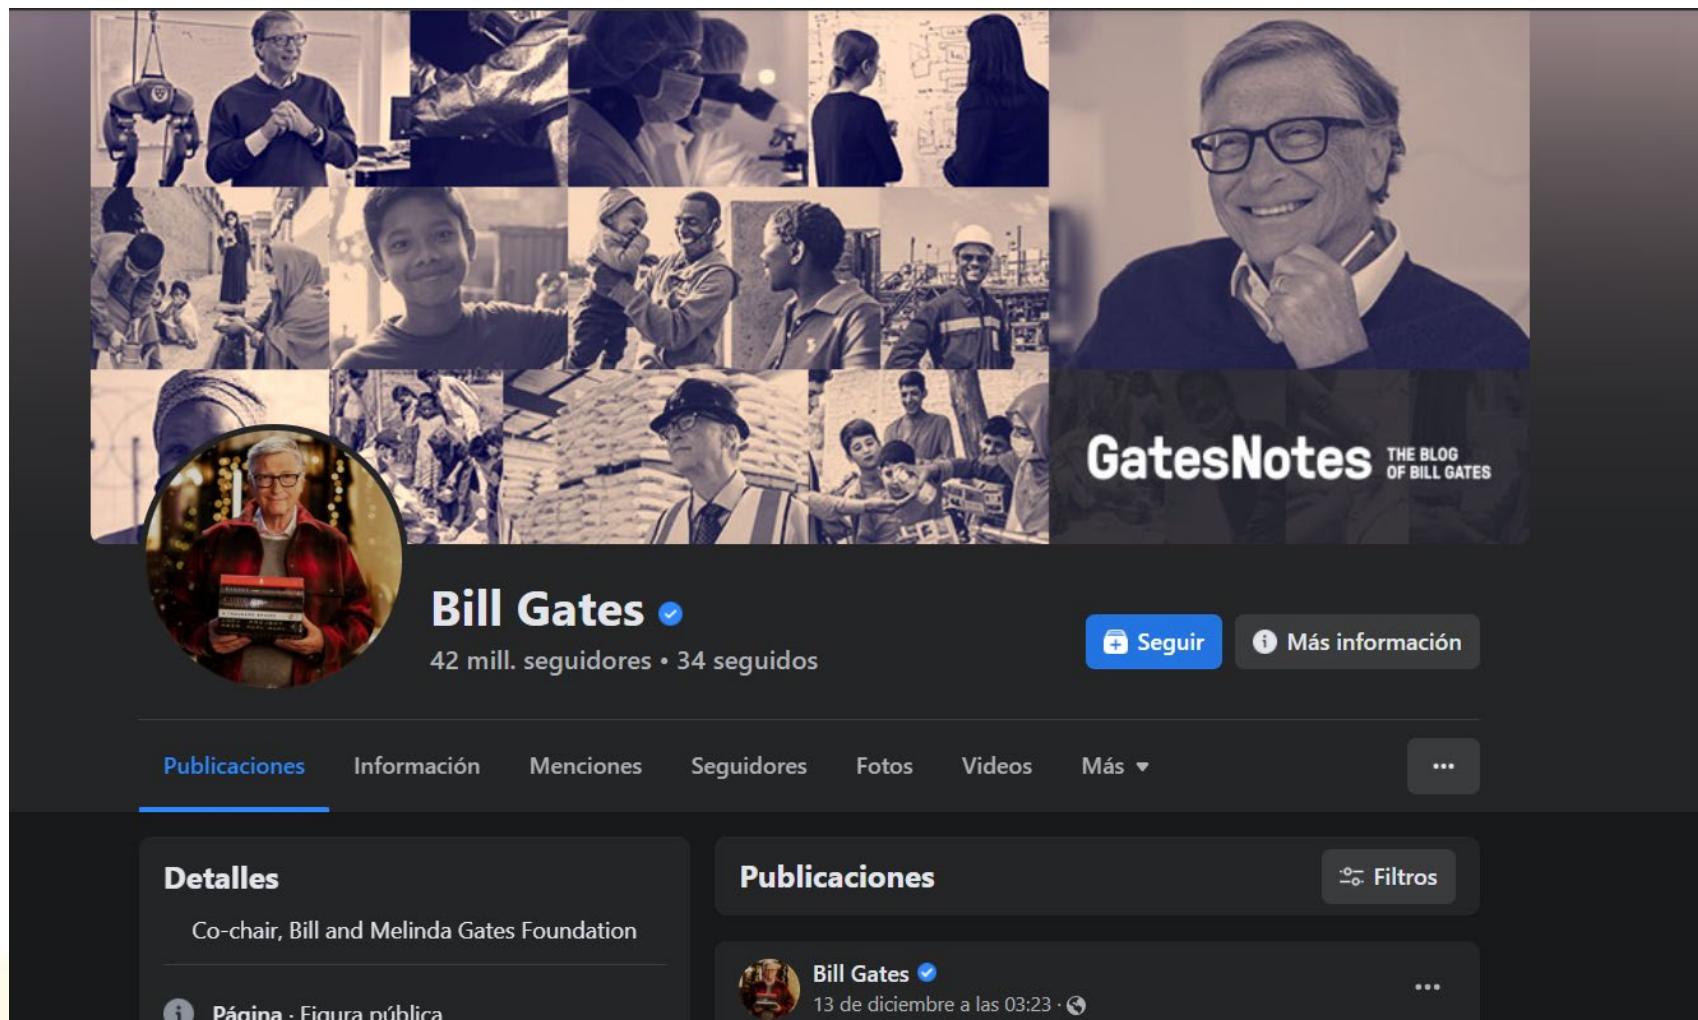 GatesNotes THE BLOG
OF BILL GATES
Bill Gates
42 mill. seguidores • 34 seguidos
Seguir
Más información
Publicaciones
Información
Menciones
Seguidores
Fotos
Videos
Más
Detalles
Co-chair, Bill and Melinda Gates Foundation
Página · Figura pública
Publicaciones
Filtros
Bill Gates
13 de diciembre a las 03:23 ·